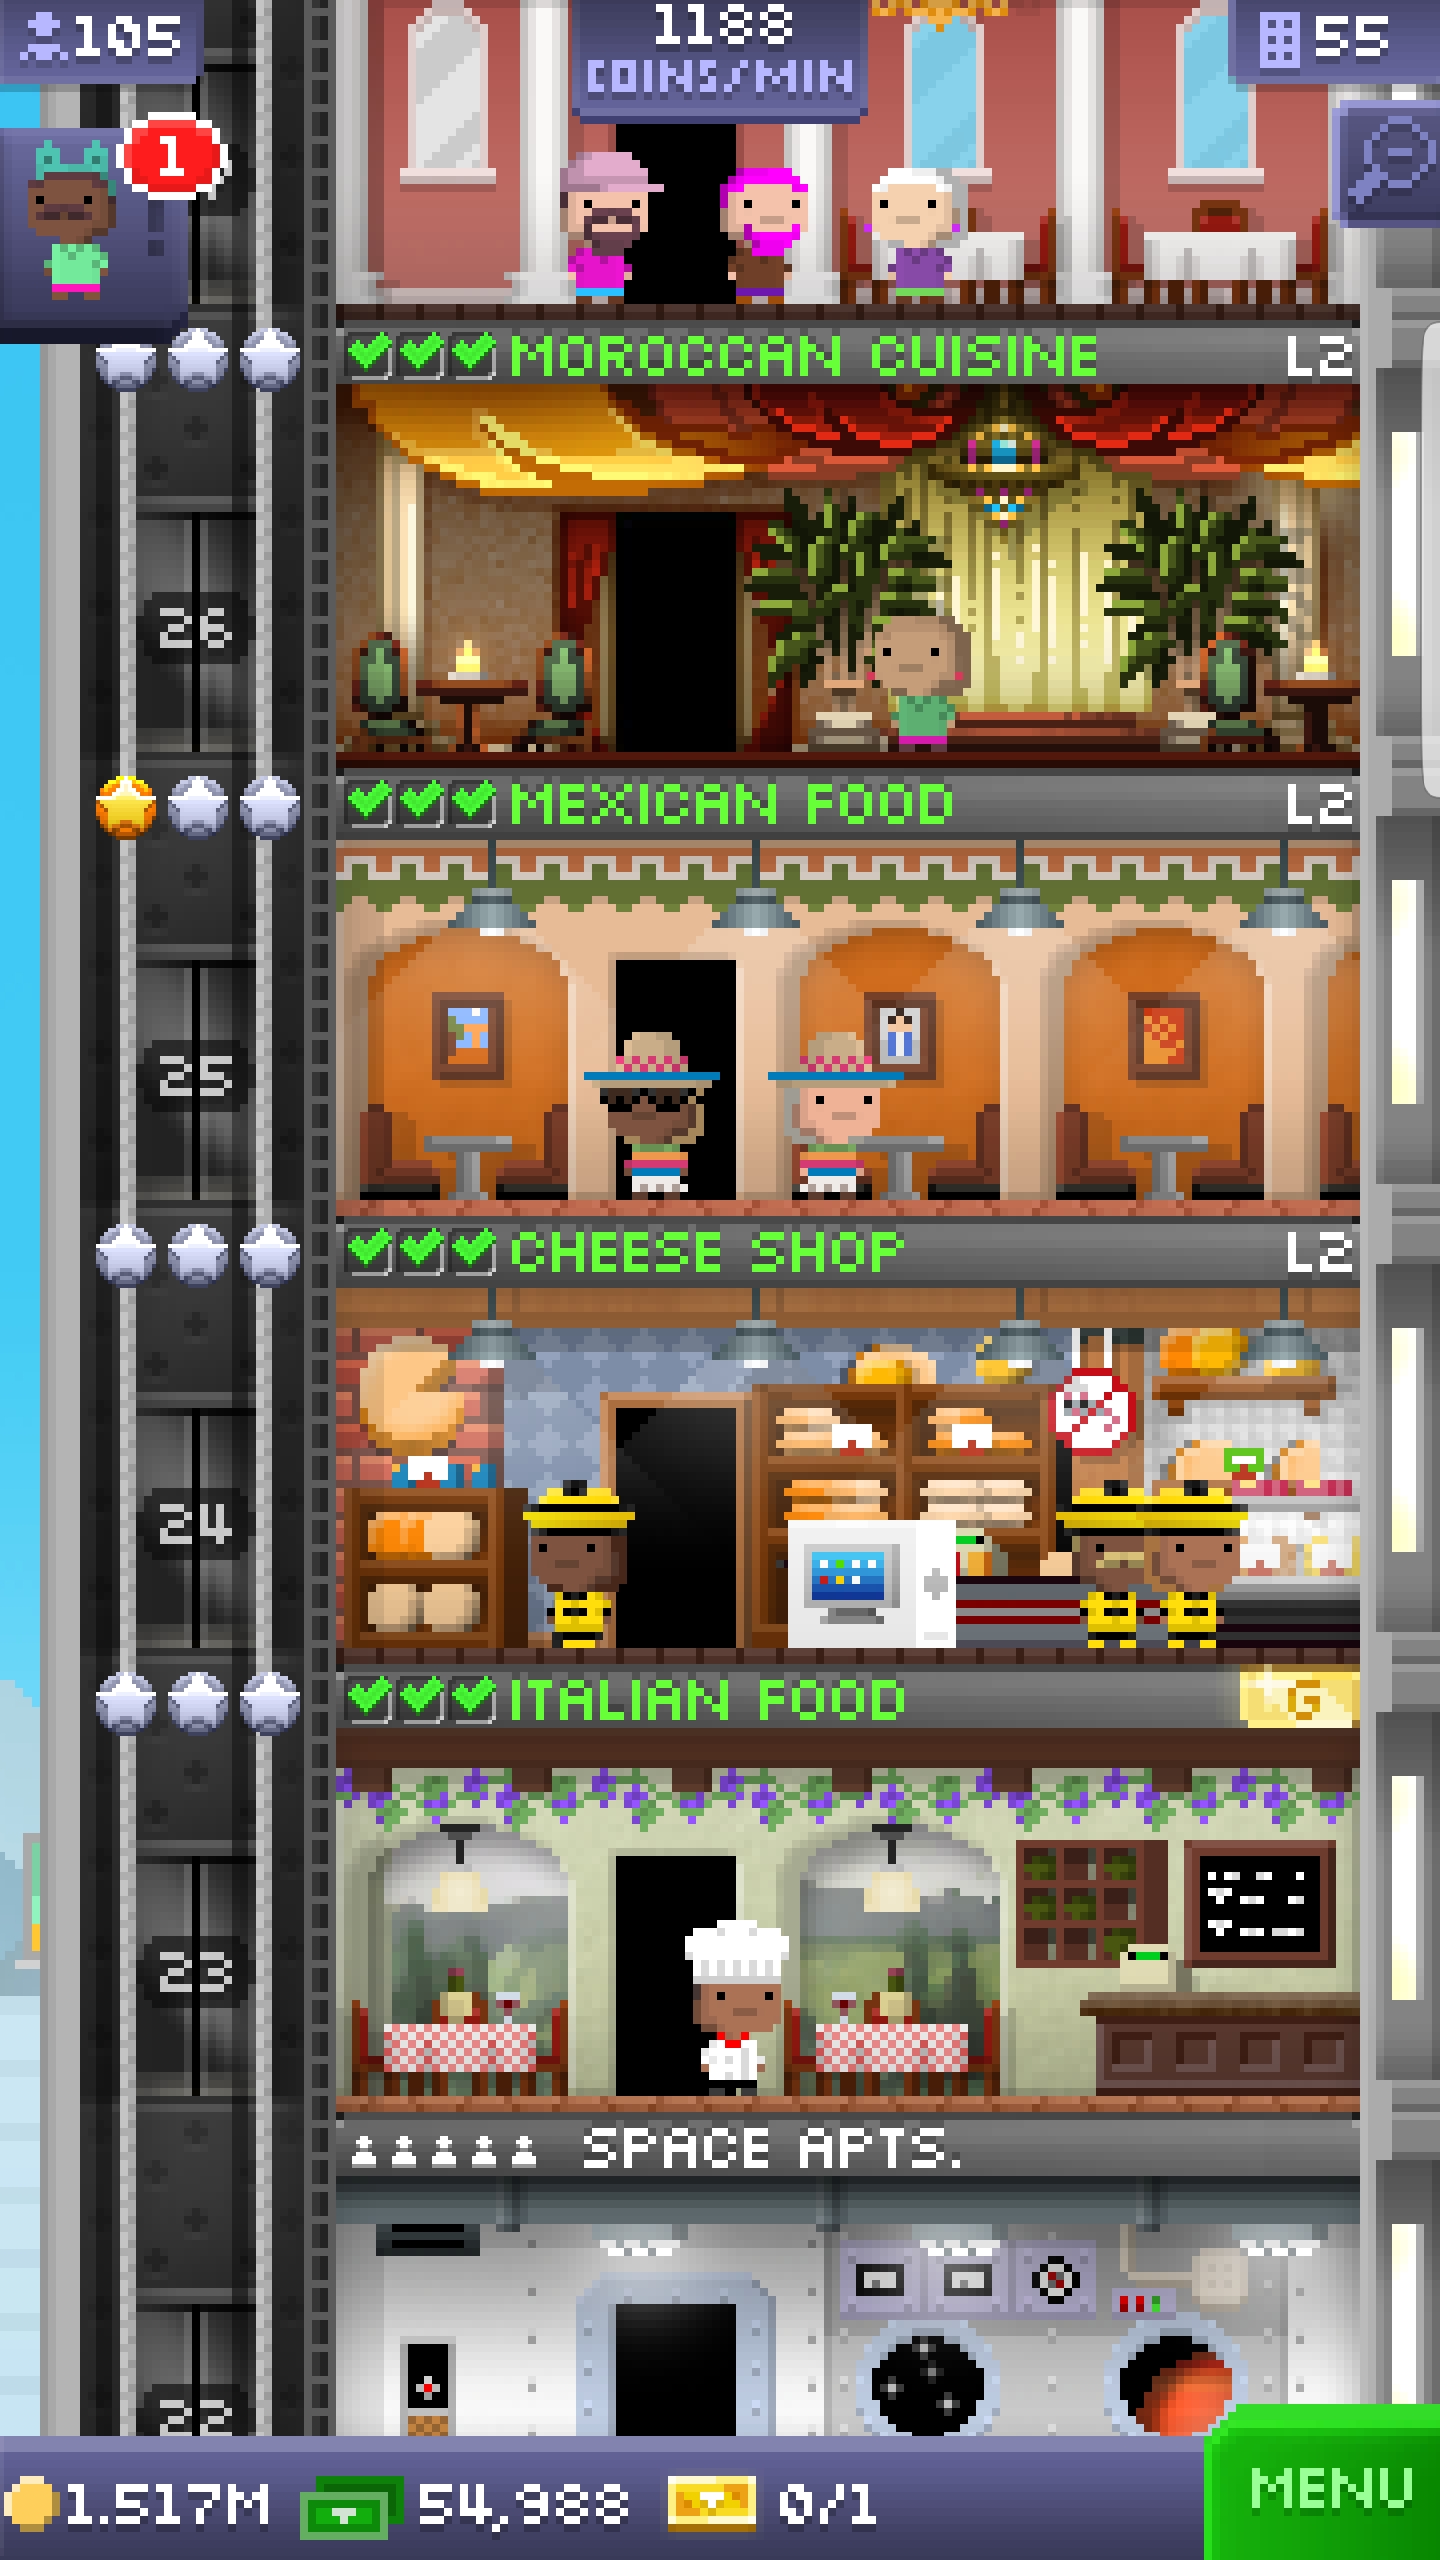 105
1188
COINS/MIN
55
1
MOROCCAN CUISINE L2
26
MEXICAN FOOD L2
25
CHEESE SHOP L2
24
ITALIAN FOOD G
23
SPACE APTS.
22
1.517M 54,988 0/1 MENU